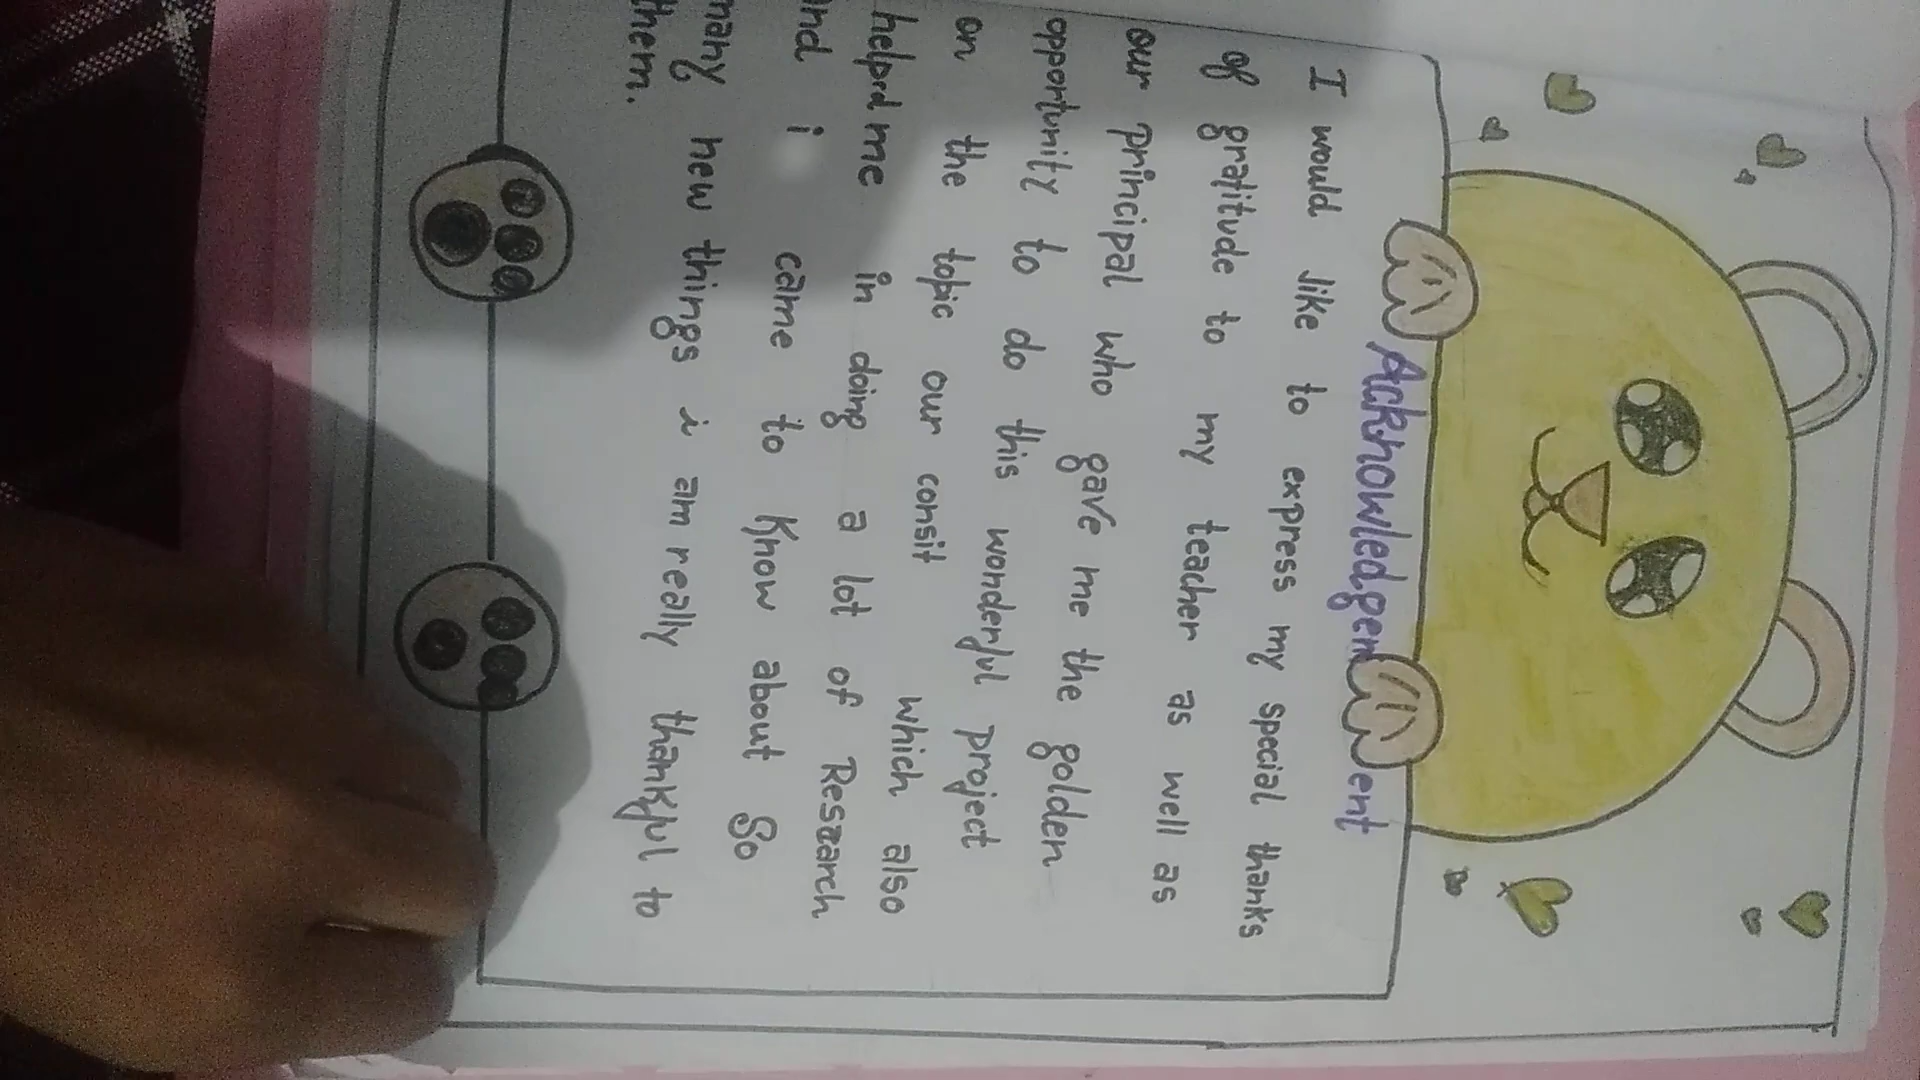 Acknowledgement
I would like to express my special thanks
of gratitude to my teacher as well as
our principal who gave me the golden
opportunity to do this wonderful project
on the topic our consit which also
helped me in doing a lot of Research
and i came to know about So
many new things i am really thankful to
them.